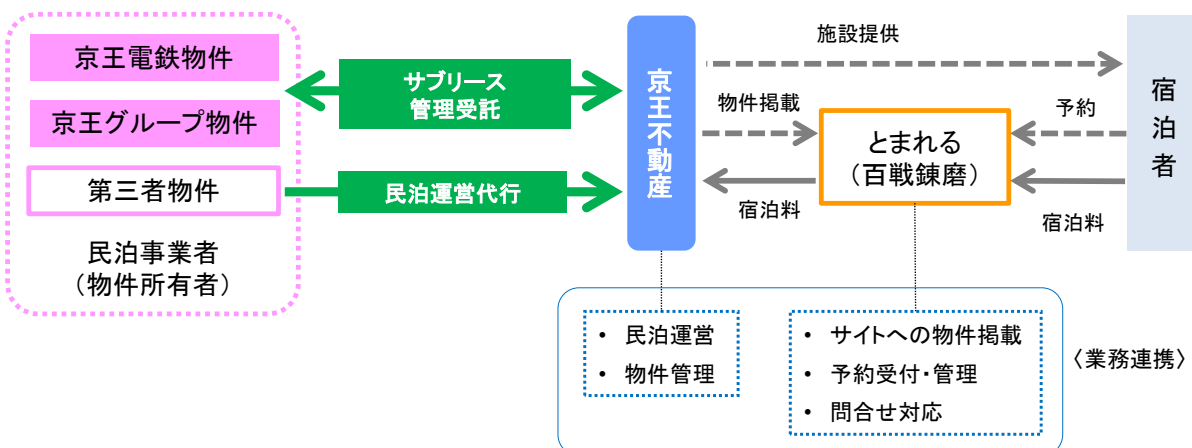 京王電鉄物件
京王グループ物件
第三者物件
民泊事業者
（物件所有者）
サブリース
管理受託
民泊運営代行
京王不動産
施設提供
物件掲載
宿泊料
とまれる
（百戦錬磨）
予約
宿泊料
宿泊者
• 民泊運営
• 物件管理
• サイトへの物件掲載
• 予約受付・管理
• 問合せ対応
〈業務連携〉